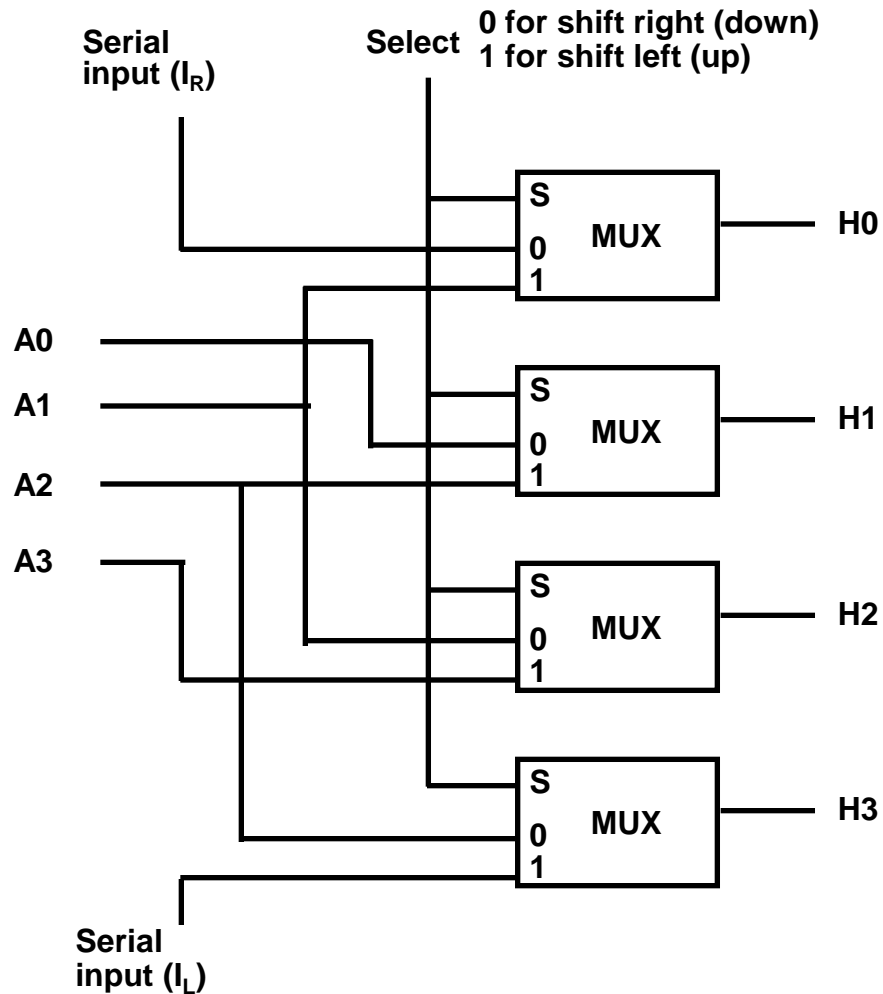 Serial
input (IR)
Select
0 for shift right (down)
1 for shift left (up)
S
0
1
MUX
H0
A0
A1
A2
A3
S
0
1
MUX
H1
S
0
1
MUX
H2
S
0
1
MUX
H3
Serial
input (IL)